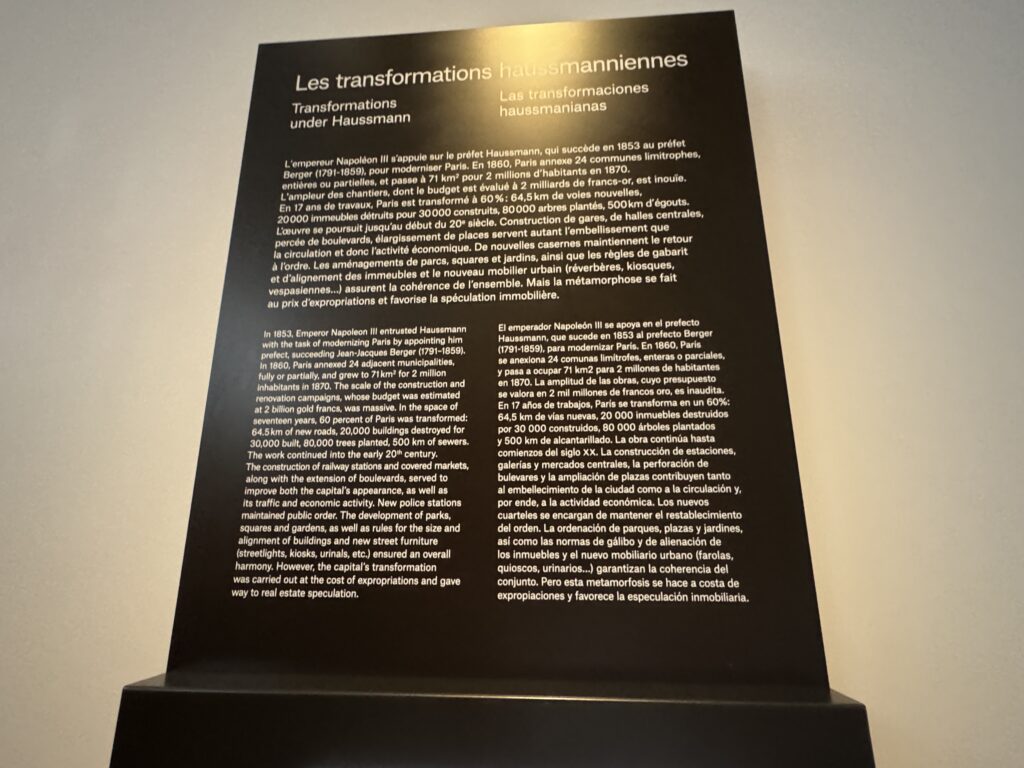 Les transformations haussmanniennes
Transformations
under Haussmann
Las transformaciones
haussmanianas
L'empereur Napoléon III s'appuie sur le préfet Haussmann, qui succède en 1853 au préfet
Berger (1791-1859), pour moderniser Paris. En 1860, Paris annexe 24 communes limitrophes,
entières ou partielles, et passe à 71 km² pour 2 millions d'habitants en 1870.
L'ampleur des chantiers, dont le budget est évalué à 2 milliards de francs-or, est inouïe.
En 17 ans de travaux, Paris est transformé à 60 % : 64,5 km de voies nouvelles,
20 000 immeubles détruits pour 30 000 construits, 80 000 arbres plantés, 500 km d'égouts.
L'œuvre se poursuit jusqu'au début du 20e siècle. Construction de gares, de halles centrales,
percée de boulevards, élargissement de places servent autant l'embellissement que
la circulation et donc l'activité économique. De nouvelles casernes maintiennent le retour
à l'ordre. Les aménagements de parcs, squares et jardins, ainsi que les règles de gabarit
et d'alignement des immeubles et le nouveau mobilier urbain (réverbères, kiosques,
vespasiennes...) assurent la cohérence de l'ensemble. Mais la métamorphose se fait
au prix d'expropriations et favorise la spéculation immobilière.
In 1853, Emperor Napoleon III entrusted Haussmann
with the task of modernizing Paris by appointing him
prefect, succeeding Jean-Jacques Berger (1791–1859).
In 1860, Paris annexed 24 adjacent municipalities,
fully or partially, and grew to 71 km² for 2 million
inhabitants in 1870. The scale of the construction and
renovation campaigns, whose budget was estimated
at 2 billion gold francs, was massive. In the space of
seventeen years, 60 percent of Paris was transformed:
64.5 km of new roads, 20,000 buildings destroyed for
30,000 built, 80,000 trees planted, 500 km of sewers.
The work continued into the early 20th century.
The construction of railway stations and covered markets,
along with the extension of boulevards, served to
improve both the capital's appearance, as well as
its traffic and economic activity. New police stations
maintained public order. The development of parks,
squares and gardens, as well as rules for the size and
alignment of buildings and new street furniture
(streetlights, kiosks, urinals, etc.) ensured an overall
harmony. However, the capital's transformation
was carried out at the cost of expropriations and gave
way to real estate speculation.
El emperador Napoleón III se apoya en el prefecto
Haussmann, que sucede en 1853 al prefecto Berger
(1791-1859), para modernizar París. En 1860, París
se anexiona 24 comunas limítrofes, enteras o parciales,
y pasa a ocupar 71 km2 para 2 millones de habitantes
en 1870. La amplitud de las obras, cuyo presupuesto
se valora en 2 mil millones de francos oro, es inaudita.
En 17 años de trabajos, París se transforma en un 60%:
64,5 km de vías nuevas, 20 000 inmuebles destruidos
por 30 000 construidos, 80 000 árboles plantados
y 500 km de alcantarillado. La obra continúa hasta
comienzos del siglo XX. La construcción de estaciones,
galerías y mercados centrales, la perforación de
bulevares y la ampliación de plazas contribuyen tanto
al embellecimiento de la ciudad como a la circulación y,
por ende, a la actividad económica. Los nuevos
cuarteles se encargan de mantener el restablecimiento
del orden. La ordenación de parques, plazas y jardines,
así como las normas de gálibo y de alienación de
los inmuebles y el nuevo mobiliario urbano (farolas,
quioscos, urinarios...) garantizan la coherencia del
conjunto. Pero esta metamorfosis se hace a costa de
expropiaciones y favorece la especulación inmobiliaria.